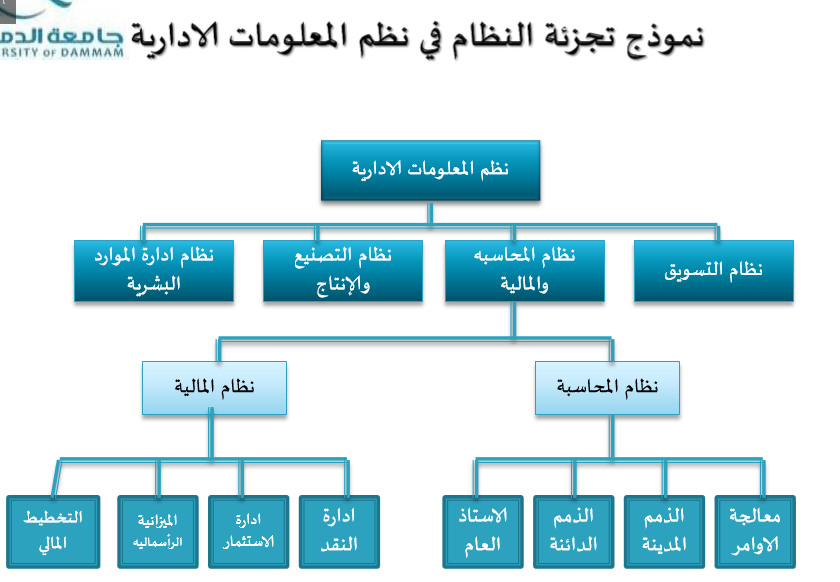 نموذج تجزئة النظام في نظم المعلومات الادارية
جامعة الدم
RSITY OF DAMMAM
نظم المعلومات الادارية
نظام التسويق
نظام المحاسبه
والمالية
نظام التصنيع
والإنتاج
نظام ادارة الموارد
البشرية
نظام المحاسبة
نظام المالية
معالجة
الاوامر
الذمم
المدينة
الذمم
الدائنة
الاستاذ
العام
ادارة
النقد
ادارة
الاستثمار
الميزانية
الرأسماليه
التخطيط
المالي